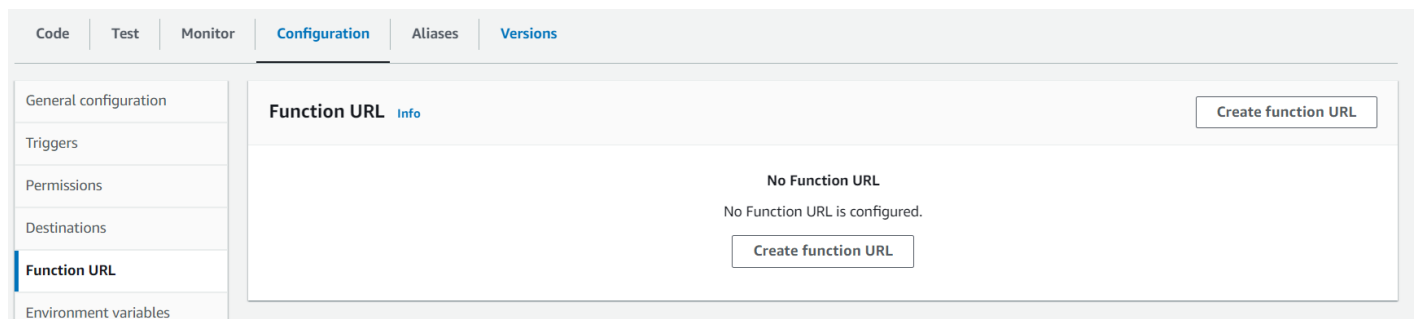 Code Test Monitor Configuration Aliases Versions
General configuration
Triggers
Permissions
Destinations
Function URL
Environment variables
Function URL Info Create function URL
No Function URL
No Function URL is configured.
Create function URL